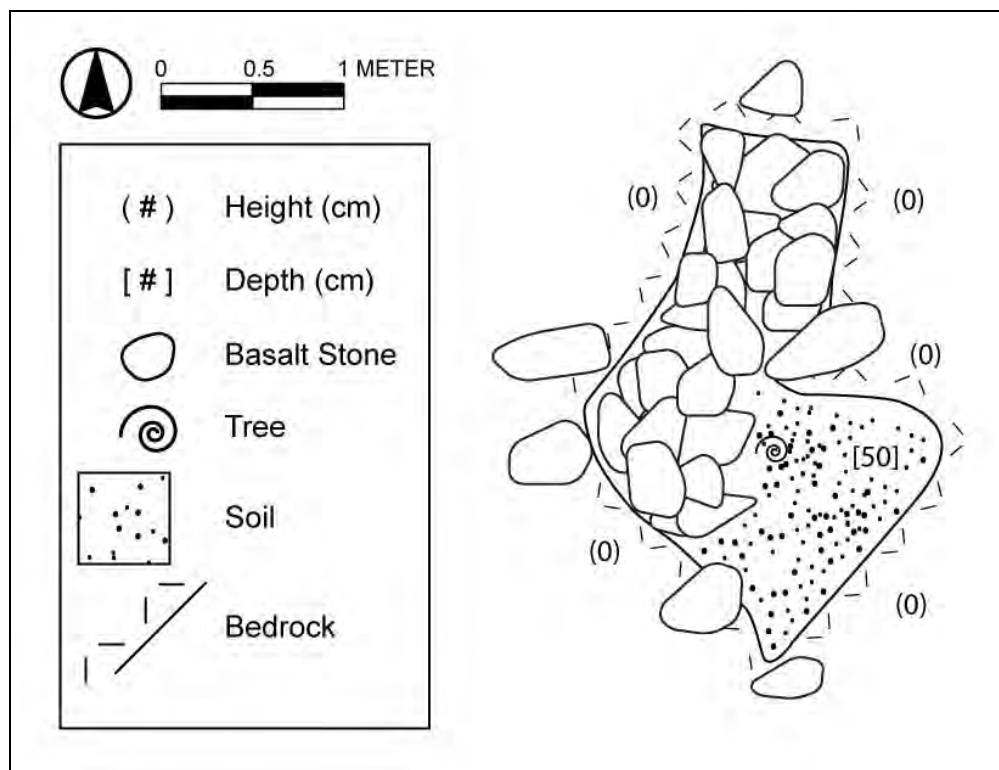 0 0.5 1 METER
( # ) Height (cm)
[ # ] Depth (cm)
Basalt Stone
Tree
Soil
Bedrock
(0) (0)
(0)
[50]
(0)
(0)